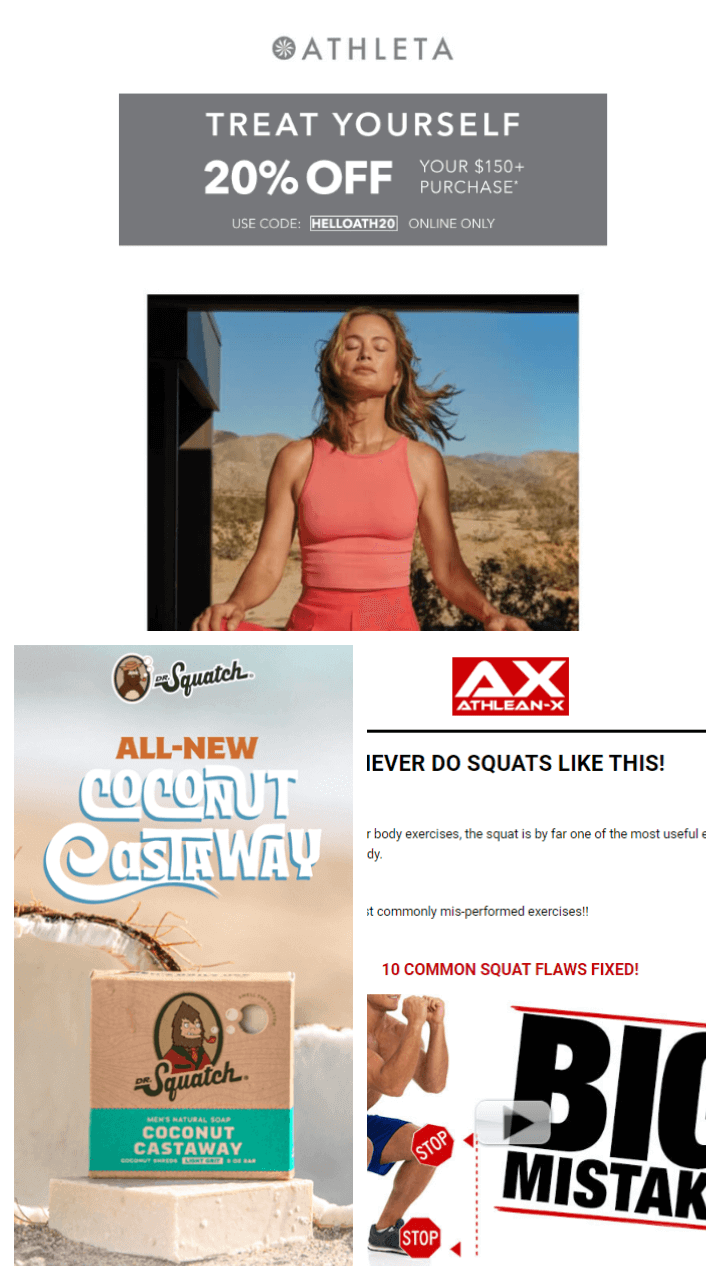 ATHLETA
TREAT YOURSELF
20% OFF
YOUR $150+
PURCHASE*
USE CODE: HELLOATH20 ONLINE ONLY
DR. Squatch.
ALL-NEW
COCONUT
CASTAWAY
DR. Squatch.
MEN'S NATURAL SOAP
COCONUT
CASTAWAY
COCONUT SHREDS LIGHT GRIT 5 OZ BAR
AX
ATHLEAN-X
EVER DO SQUATS LIKE THIS!
r body exercises, the squat is by far one of the most useful e
dy.
st commonly mis-performed exercises!!
10 COMMON SQUAT FLAWS FIXED!
BIG
MISTAK
STOP
STOP